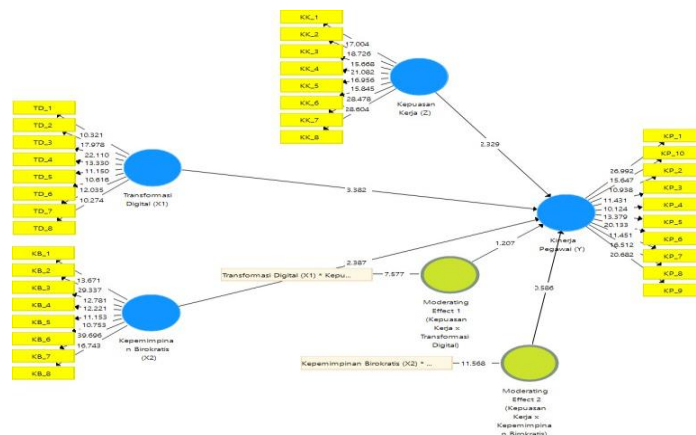 KK_1
KK_2
KK_3
KK_4
KK_5
KK_6
KK_7
KK_8
17.004
18.726
15.668
21.082
16.956
15.845
28.478
28.604
Kepuasan
Kerja (Z)
2.329
TD_1
TD_2
TD_3
TD_4
TD_5
TD_6
TD_7
TD_8
10.321
17.978
22.110
13.330
11.150
10.616
12.035
10.274
Transformasi
Digital (X1)
3.382
KP_1
KP_10
KP_2
KP_3
KP_4
KP_5
KP_6
KP_7
KP_8
KP_9
26.992
15.647
10.938
11.431
10.124
13.379
20.133
11.451
16.512
20.682
Kinerja
Pegawai (Y)
1.207
KB_1
KB_2
KB_3
KB_4
KB_5
KB_6
KB_7
KB_8
13.671
29.337
12.781
12.221
11.153
10.753
39.696
16.743
Kepemimpina
n Birokratis
(X2)
2.387
Transformasi Digital (X1) * Kepu...
7.577
Moderating
Effect 1
(Kepuasan
Kerja x
Transformasi
Digital)
0.586
Kepemimpinan Birokratis (X2) * ...
11.568
Moderating
Effect 2
(Kepuasan
Kerja x
Kepemimpina
n Birokratis)